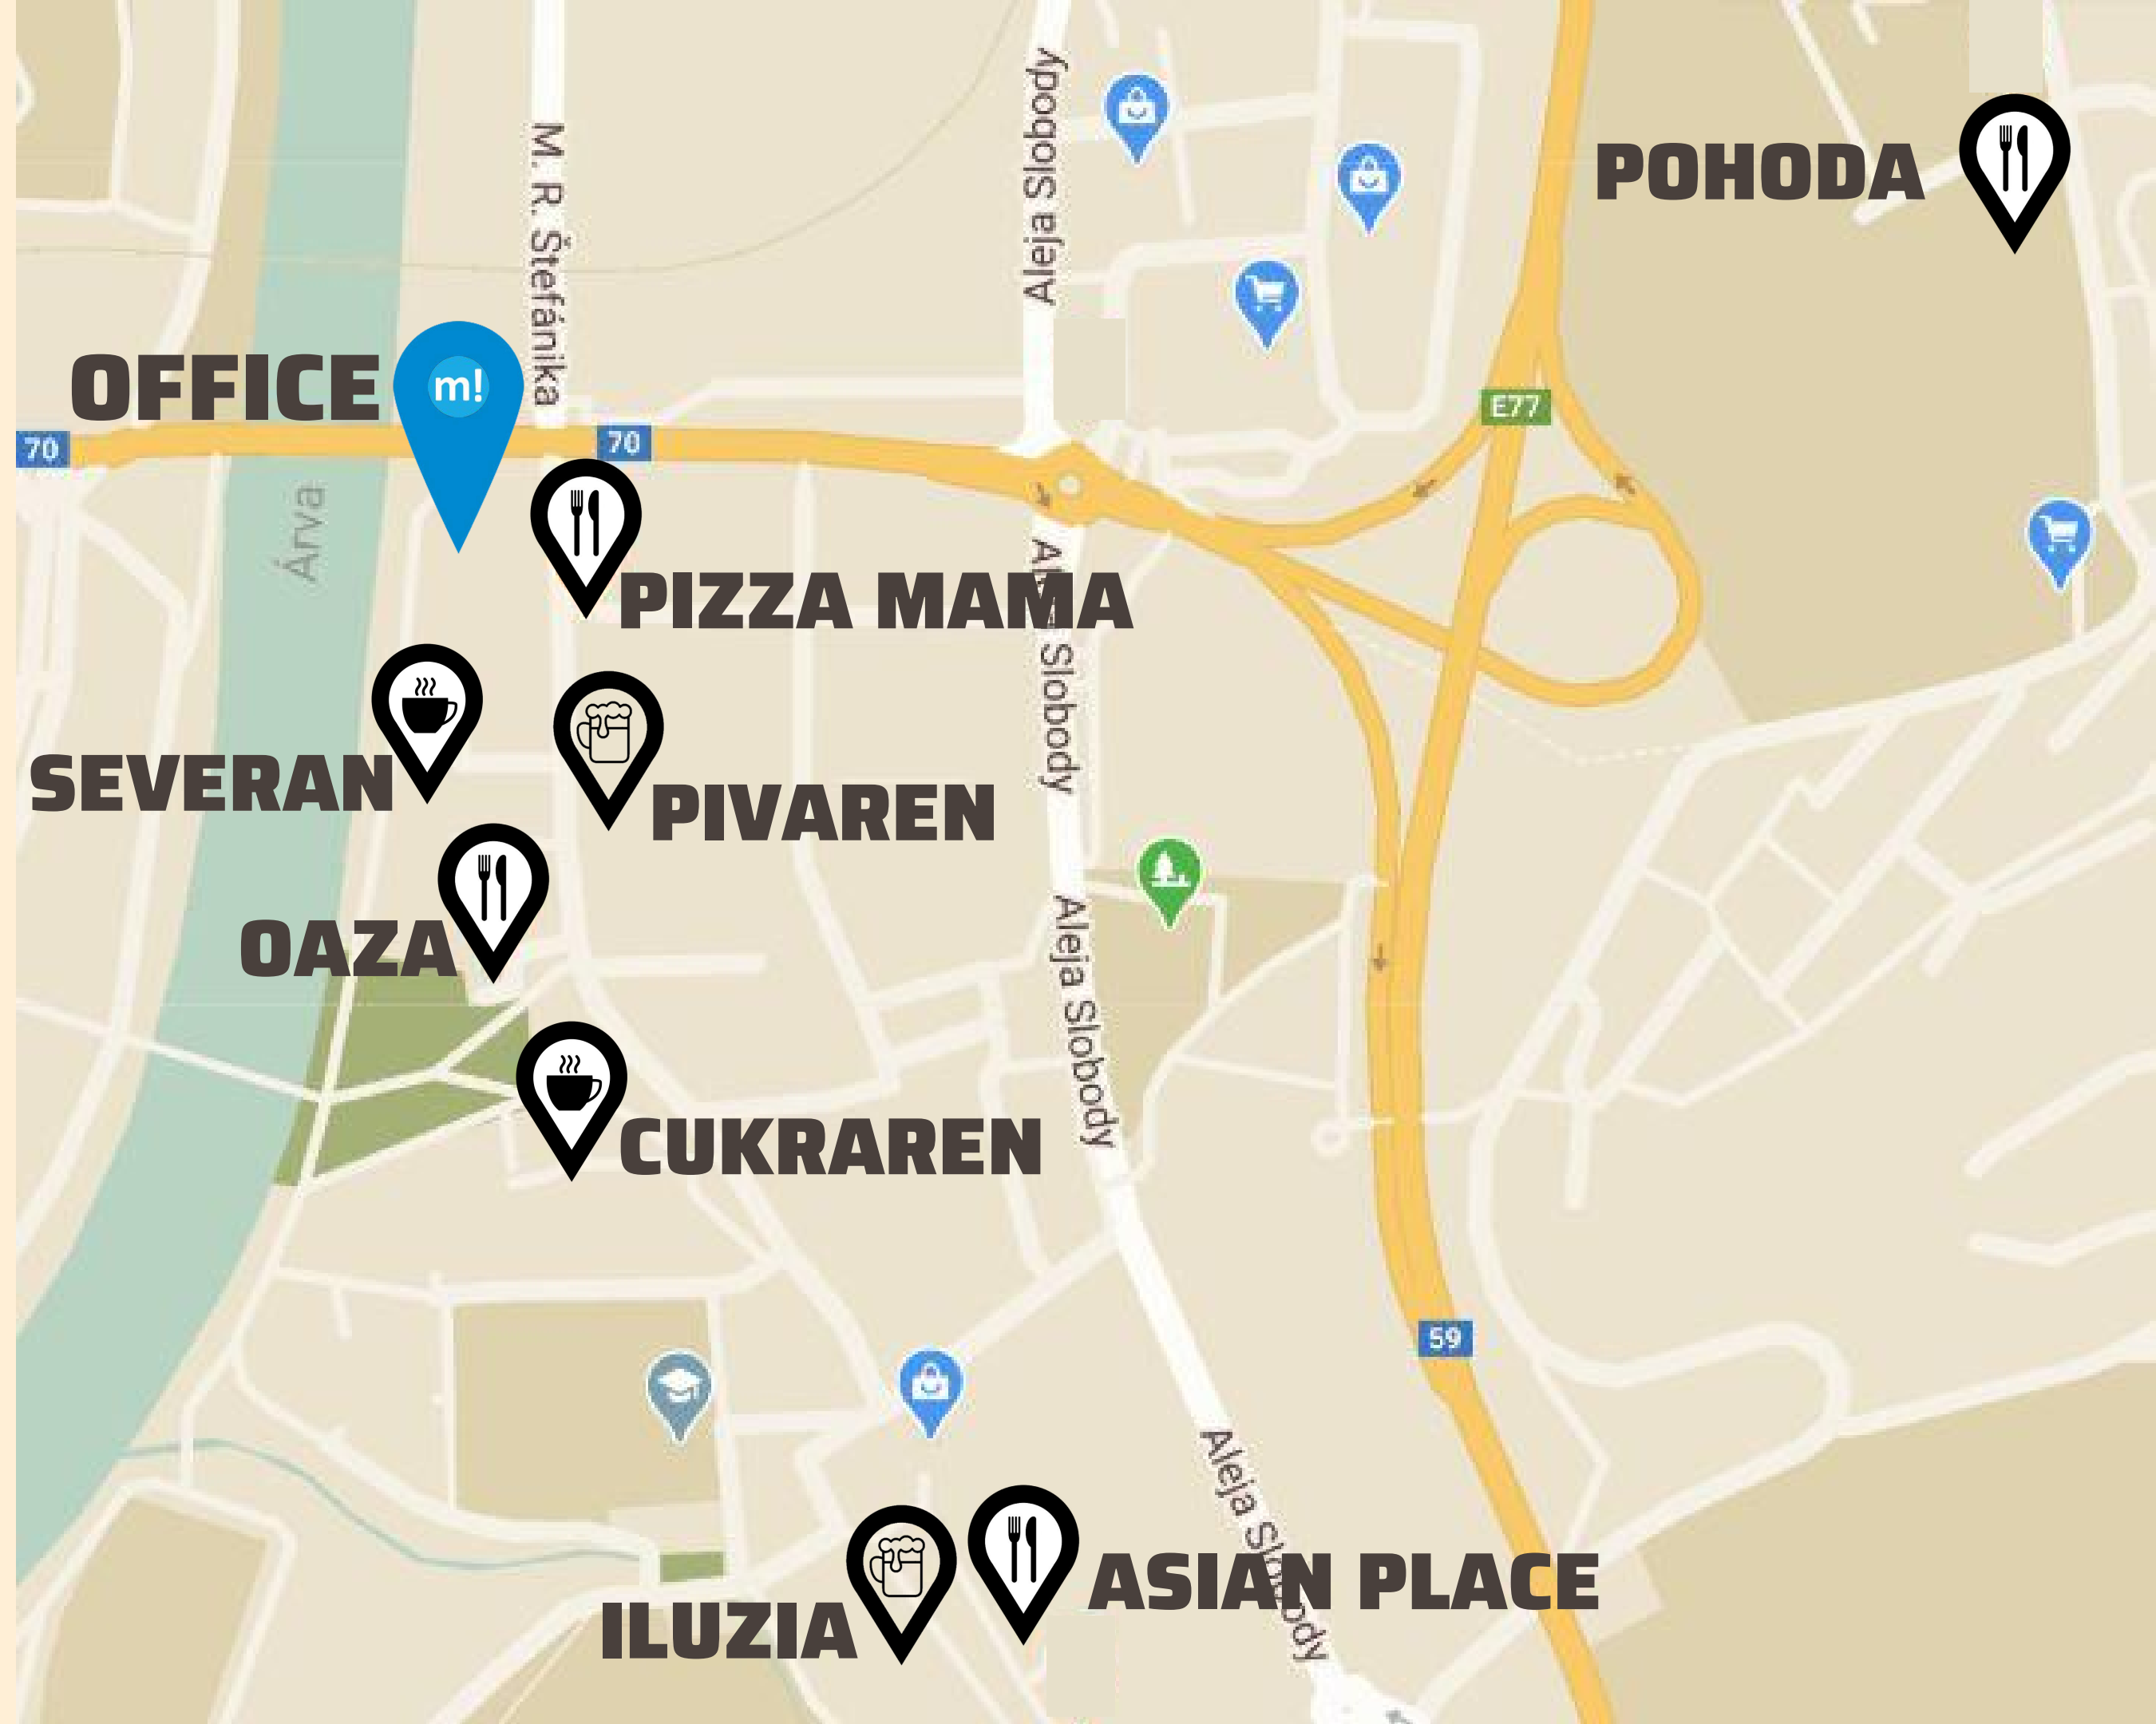 Aleja Slobody
M. R. Štefánika
POHODA
OFFICE
m!
E77
70
70
Árva
PIZZA MAMA
Aleja Slobody
SEVERAN
PIVAREN
OAZA
Aleja Slobody
CUKRAREN
59
Aleja Slobody
ASIAN PLACE
ILUZIA